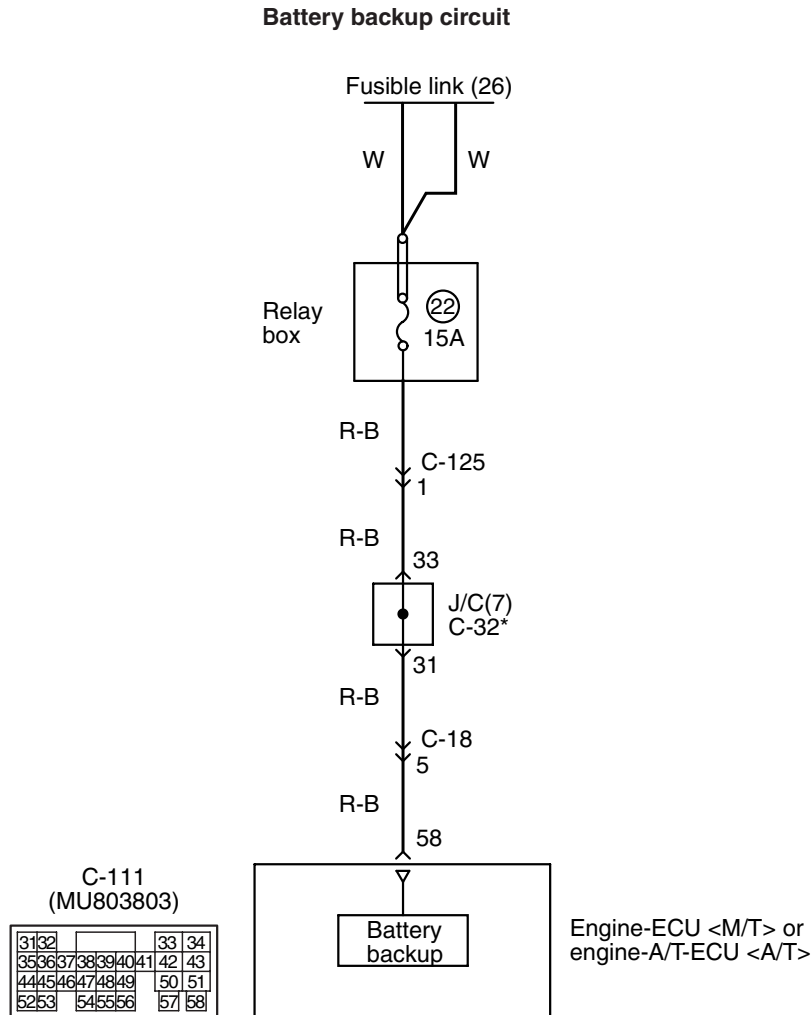 Battery backup circuit
Fusible link (26)
W
W
Relay
box
22
15A
R-B
C-125
1
R-B
33
J/C(7)
C-32*
31
R-B
C-18
5
R-B
58
C-111
(MU803803)
31 32 33 34
35 36 37 38 39 40 41 42 43
44 45 46 47 48 49 50 51
52 53 54 55 56 57 58
Battery
backup
Engine-ECU <M/T> or
engine-A/T-ECU <A/T>